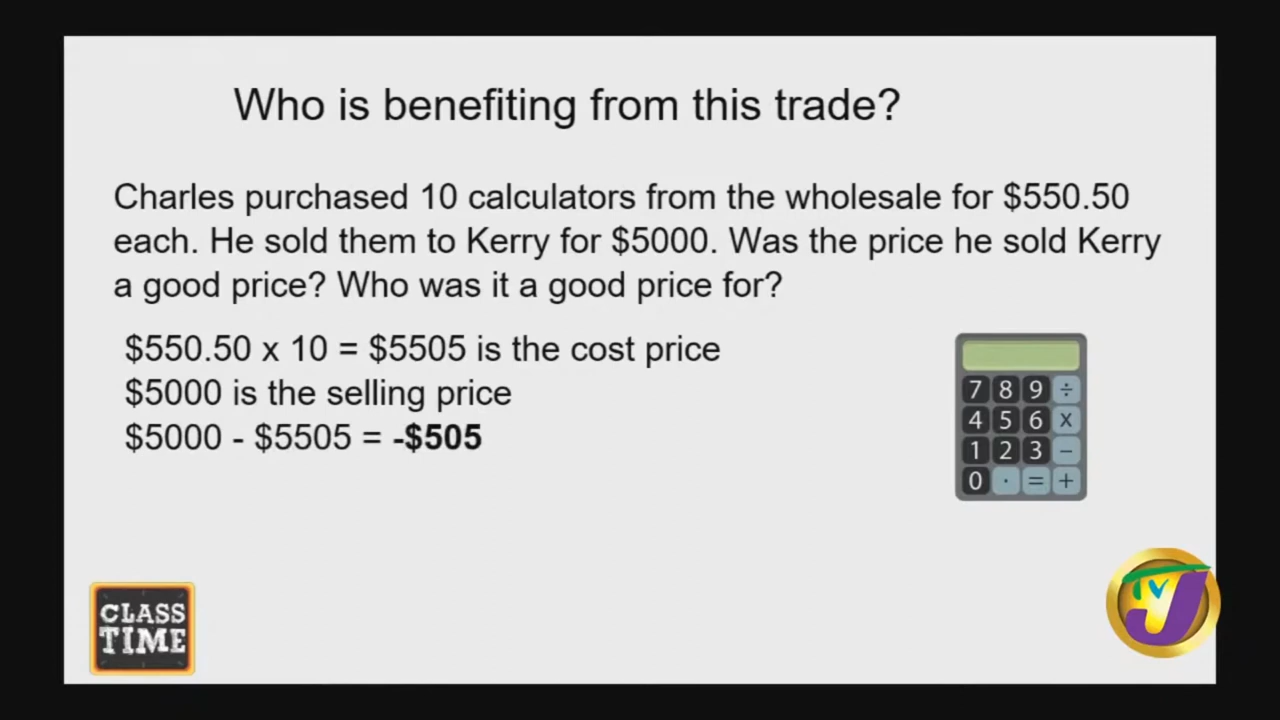 Who is benefiting from this trade?
Charles purchased 10 calculators from the wholesale for $550.50
each. He sold them to Kerry for $5000. Was the price he sold Kerry
a good price? Who was it a good price for?
$550.50 x 10 = $5505 is the cost price
$5000 is the selling price
$5000 - $5505 = -$505
7 8 9 ÷
4 5 6 x
1 2 3 −
0 · = +
CLASS
TIME
TVJ